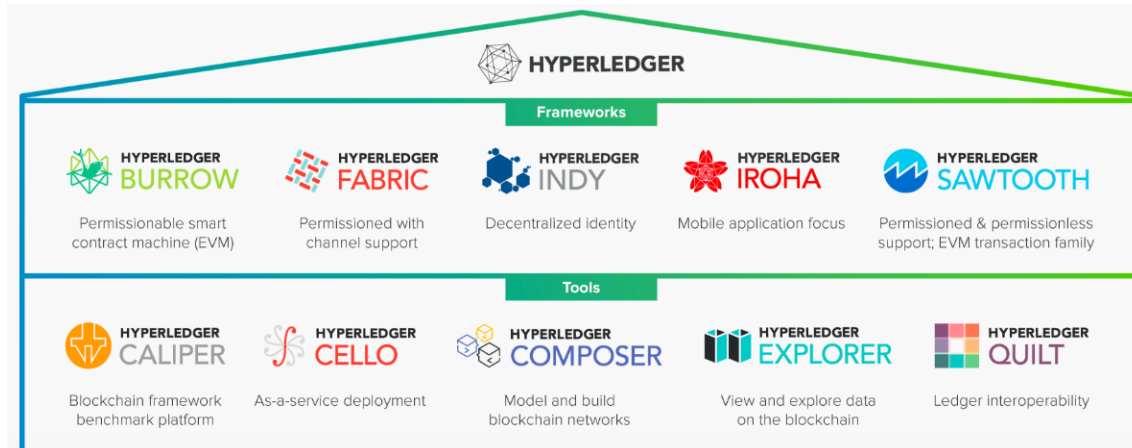 HYPERLEDGER
Frameworks
HYPERLEDGER
BURROW
Permissionable smart
contract machine (EVM)
HYPERLEDGER
FABRIC
Permissioned with
channel support
HYPERLEDGER
INDY
Decentralized identity
HYPERLEDGER
IROHA
Mobile application focus
HYPERLEDGER
SAWTOOTH
Permissioned & permissionless
support; EVM transaction family
Tools
HYPERLEDGER
CALIPER
Blockchain framework
benchmark platform
HYPERLEDGER
CELLO
As-a-service deployment
HYPERLEDGER
COMPOSER
Model and build
blockchain networks
HYPERLEDGER
EXPLORER
View and explore data
on the blockchain
HYPERLEDGER
QUILT
Ledger interoperability